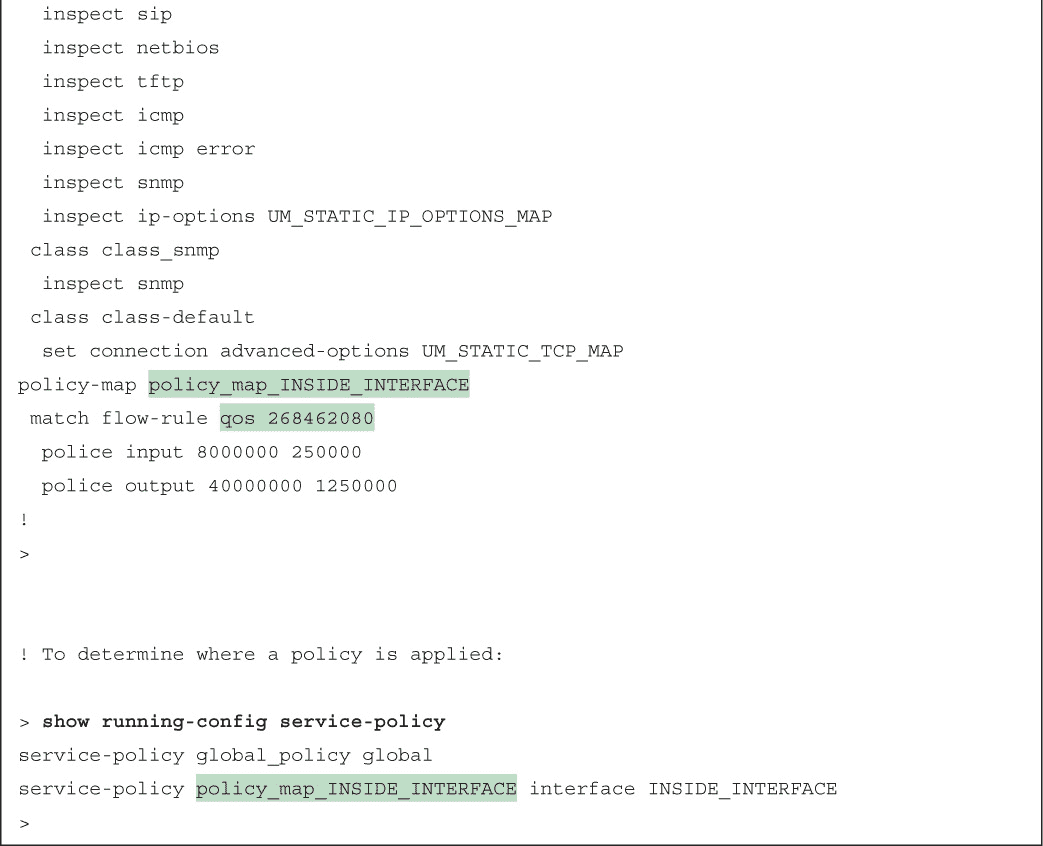 inspect sip
inspect netbios
inspect tftp
inspect icmp
inspect icmp error
inspect snmp
inspect ip-options UM_STATIC_IP_OPTIONS_MAP
class class_snmp
inspect snmp
class class-default
set connection advanced-options UM_STATIC_TCP_MAP
policy-map policy_map_INSIDE_INTERFACE
match flow-rule qos 268462080
police input 8000000 250000
police output 40000000 1250000
!
>
! To determine where a policy is applied:
> show running-config service-policy
service-policy global_policy global
service-policy policy_map_INSIDE_INTERFACE interface INSIDE_INTERFACE
>